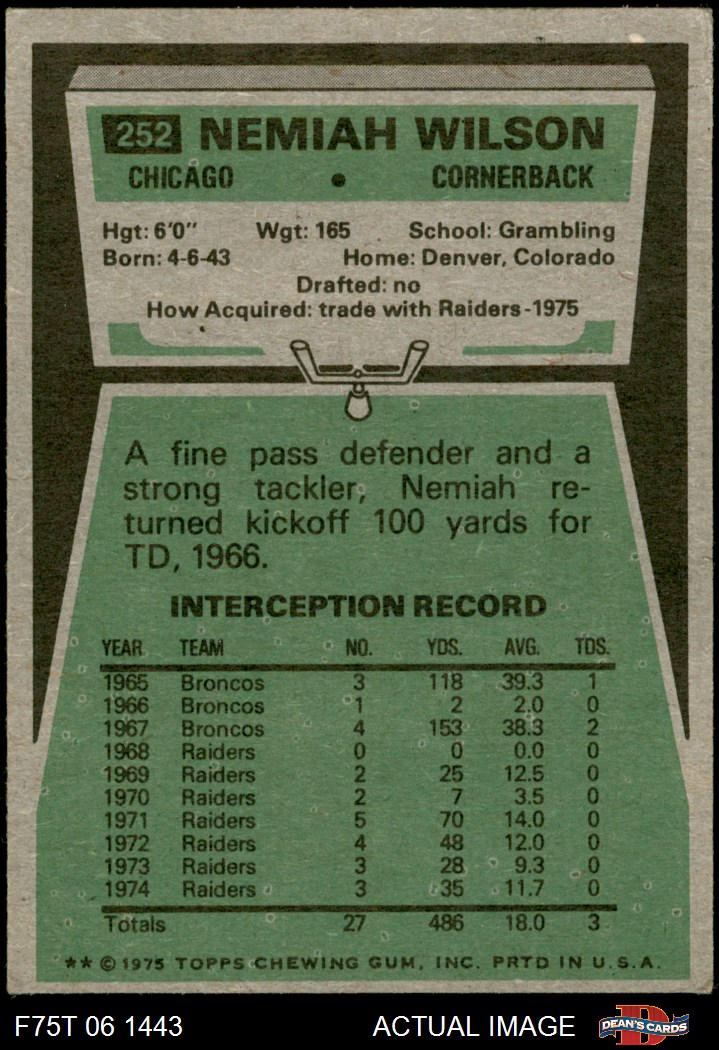 252 NEMIAH WILSON
CHICAGO • CORNERBACK
Hgt: 6'0" Wgt: 165 School: Grambling
Born: 4-6-43 Home: Denver, Colorado
Drafted: no
How Acquired: trade with Raiders-1975
A fine pass defender and a
strong tackler, Nemiah re-
turned kickoff 100 yards for
TD, 1966.
INTERCEPTION RECORD
YEAR TEAM NO. YDS. AVG. TDS.
1965 Broncos 3 118 39.3 1
1966 Broncos 1 2 2.0 0
1967 Broncos 4 153 38.3 2
1968 Raiders 0 0 0.0 0
1969 Raiders 2 25 12.5 0
1970 Raiders 2 7 3.5 0
1971 Raiders 5 70 14.0 0
1972 Raiders 4 48 12.0 0
1973 Raiders 3 28 9.3 0
1974 Raiders 3 35 11.7 0
Totals 27 486 18.0 3
** © 1975 TOPPS CHEWING GUM, INC. PRTD IN U.S.A.
F75T 06 1443 ACTUAL IMAGE D DEAN'S CARDS